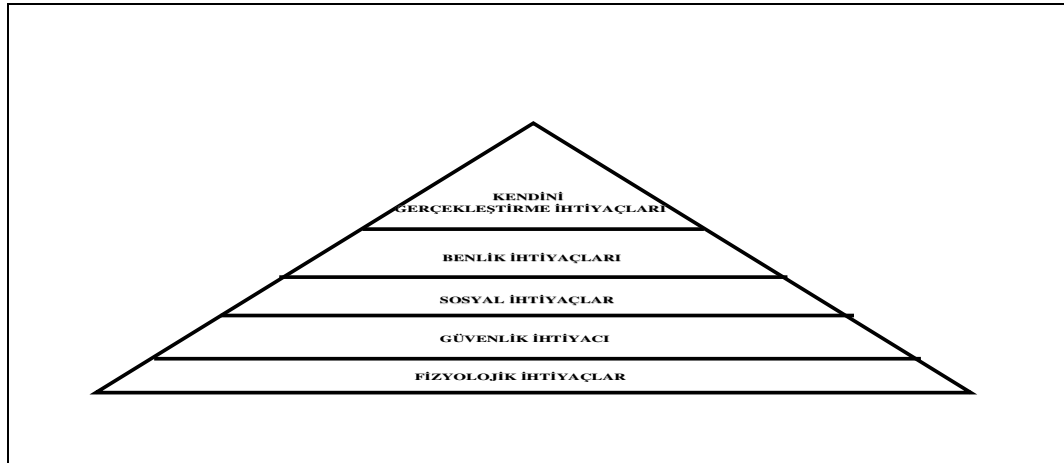 KENDİNİ
GERÇEKLEŞTİRME İHTİYAÇLARI
BENLİK İHTİYAÇLARI
SOSYAL İHTİYAÇLAR
GÜVENLİK İHTİYACI
FİZYOLOJİK İHTİYAÇLAR